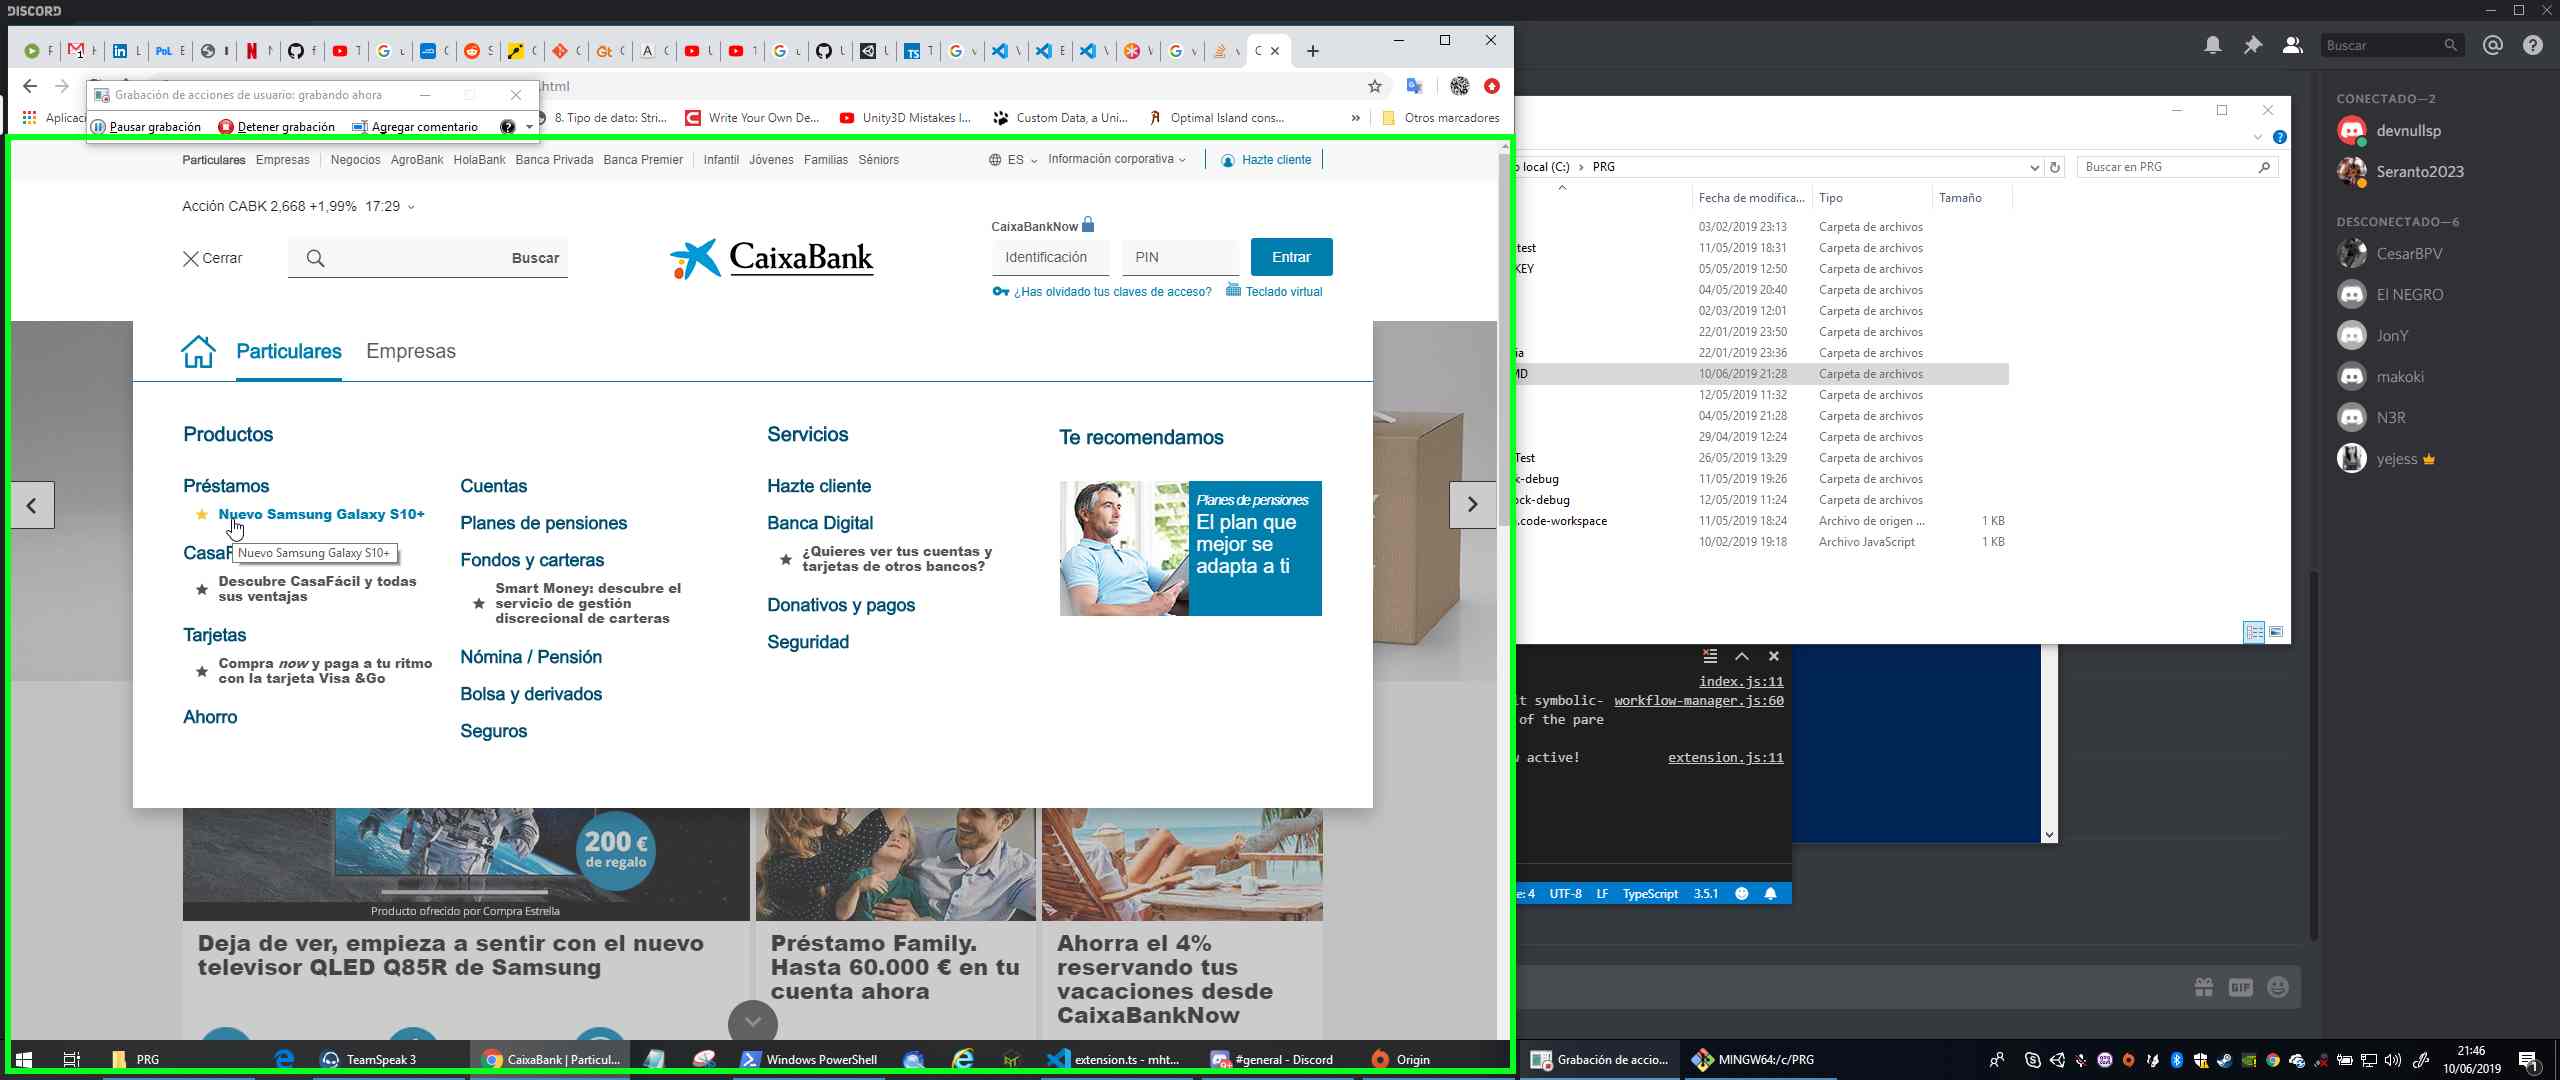 DISCORD
Buscar
Grabación de acciones de usuario: grabando ahora
.html
Pausar grabación
Detener grabación
Agregar comentario
8. Tipo de dato: Stri...
Write Your Own De...
Unity3D Mistakes I...
Custom Data, a Uni...
Optimal Island cons...
»
Otros marcadores
Particulares Empresas Negocios AgroBank HolaBank Banca Privada Banca Premier Infantil Jóvenes Familias Séniors
ES
Información corporativa
Hazte cliente
Acción CABK 2,668 +1,99% 17:29
Cerrar
Buscar
CaixaBank
CaixaBankNow
Identificación
PIN
Entrar
¿Has olvidado tus claves de acceso?
Teclado virtual
Particulares
Empresas
Productos
Préstamos
Nuevo Samsung Galaxy S10+
CasaF
Nuevo Samsung Galaxy S10+
Descubre CasaFácil y todas
sus ventajas
Tarjetas
Compra now y paga a tu ritmo
con la tarjeta Visa &Go
Ahorro
Cuentas
Planes de pensiones
Fondos y carteras
Smart Money: descubre el
servicio de gestión
discrecional de carteras
Nómina / Pensión
Bolsa y derivados
Seguros
Servicios
Hazte cliente
Banca Digital
¿Quieres ver tus cuentas y
tarjetas de otros bancos?
Donativos y pagos
Seguridad
Te recomendamos
Planes de pensiones
El plan que
mejor se
adapta a ti
200 €
de regalo
Producto ofrecido por Compra Estrella
Deja de ver, empieza a sentir con el nuevo
televisor QLED Q85R de Samsung
Préstamo Family.
Hasta 60.000 € en tu
cuenta ahora
Ahorra el 4%
reservando tus
vacaciones desde
CaixaBankNow
o local (C:) > PRG
Buscar en PRG
Fecha de modifica... Tipo Tamaño
03/02/2019 23:13 Carpeta de archivos
test 11/05/2019 18:31 Carpeta de archivos
KEY 05/05/2019 12:50 Carpeta de archivos
04/05/2019 20:40 Carpeta de archivos
02/03/2019 12:01 Carpeta de archivos
22/01/2019 23:50 Carpeta de archivos
ia 22/01/2019 23:36 Carpeta de archivos
MD 10/06/2019 21:28 Carpeta de archivos
12/05/2019 11:32 Carpeta de archivos
04/05/2019 21:28 Carpeta de archivos
29/04/2019 12:24 Carpeta de archivos
Test 26/05/2019 13:29 Carpeta de archivos
k-debug 11/05/2019 19:26 Carpeta de archivos
ock-debug 12/05/2019 11:24 Carpeta de archivos
.code-workspace 11/05/2019 18:24 Archivo de origen ... 1 KB
10/02/2019 19:18 Archivo JavaScript 1 KB
index.js:11
it symbolic- workflow-manager.js:60
of the pare
w active! extension.js:11
e: 4 UTF-8 LF TypeScript 3.5.1
CONECTADO—2
devnullsp
Seranto2023
DESCONECTADO—6
CesarBPV
El NEGRO
JonY
makoki
N3R
yejess
GIF
PRG
TeamSpeak 3
CaixaBank | Particul...
Windows PowerShell
extension.ts - mht...
#general - Discord
Origin
Grabación de accio...
MINGW64:/c/PRG
21:46
10/06/2019